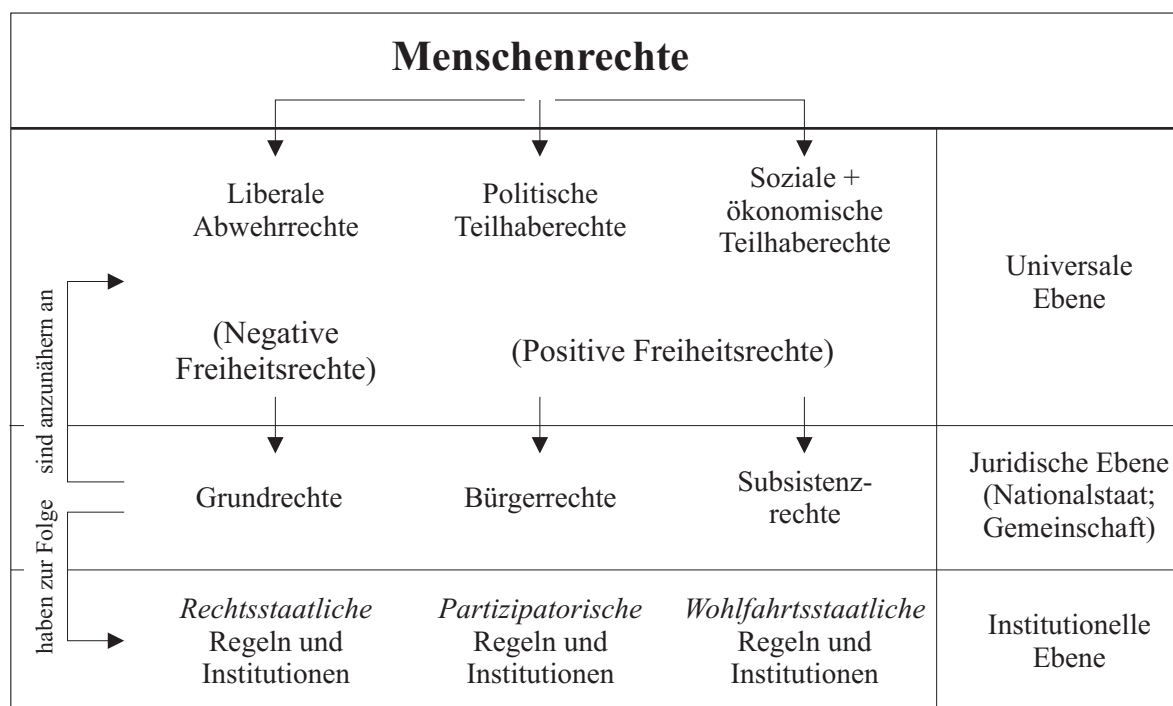 Menschenrechte
Liberale
Abwehrrechte
Politische
Teilhaberechte
Soziale +
ökonomische
Teilhaberechte
Universale
Ebene
(Negative
Freiheitsrechte)
(Positive Freiheitsrechte)
sind anzunähern an
Grundrechte
Bürgerrechte
Subsistenz-
rechte
Juridische Ebene
(Nationalstaat;
Gemeinschaft)
haben zur Folge
Rechtsstaatliche
Regeln und
Institutionen
Partizipatorische
Regeln und
Institutionen
Wohlfahrtsstaatliche
Regeln und
Institutionen
Institutionelle
Ebene